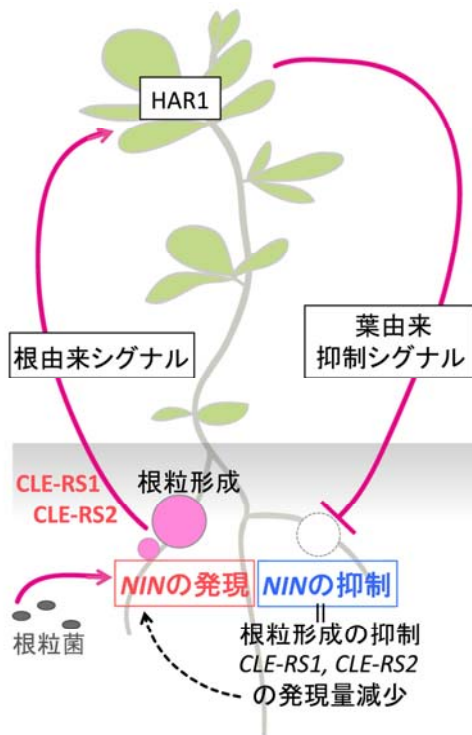 HAR1
根由来シグナル
葉由来
抑制シグナル
CLE-RS1
CLE-RS2
根粒形成
NINの発現
NINの抑制
根粒菌
=
根粒形成の抑制
CLE-RS1, CLE-RS2
の発現量減少